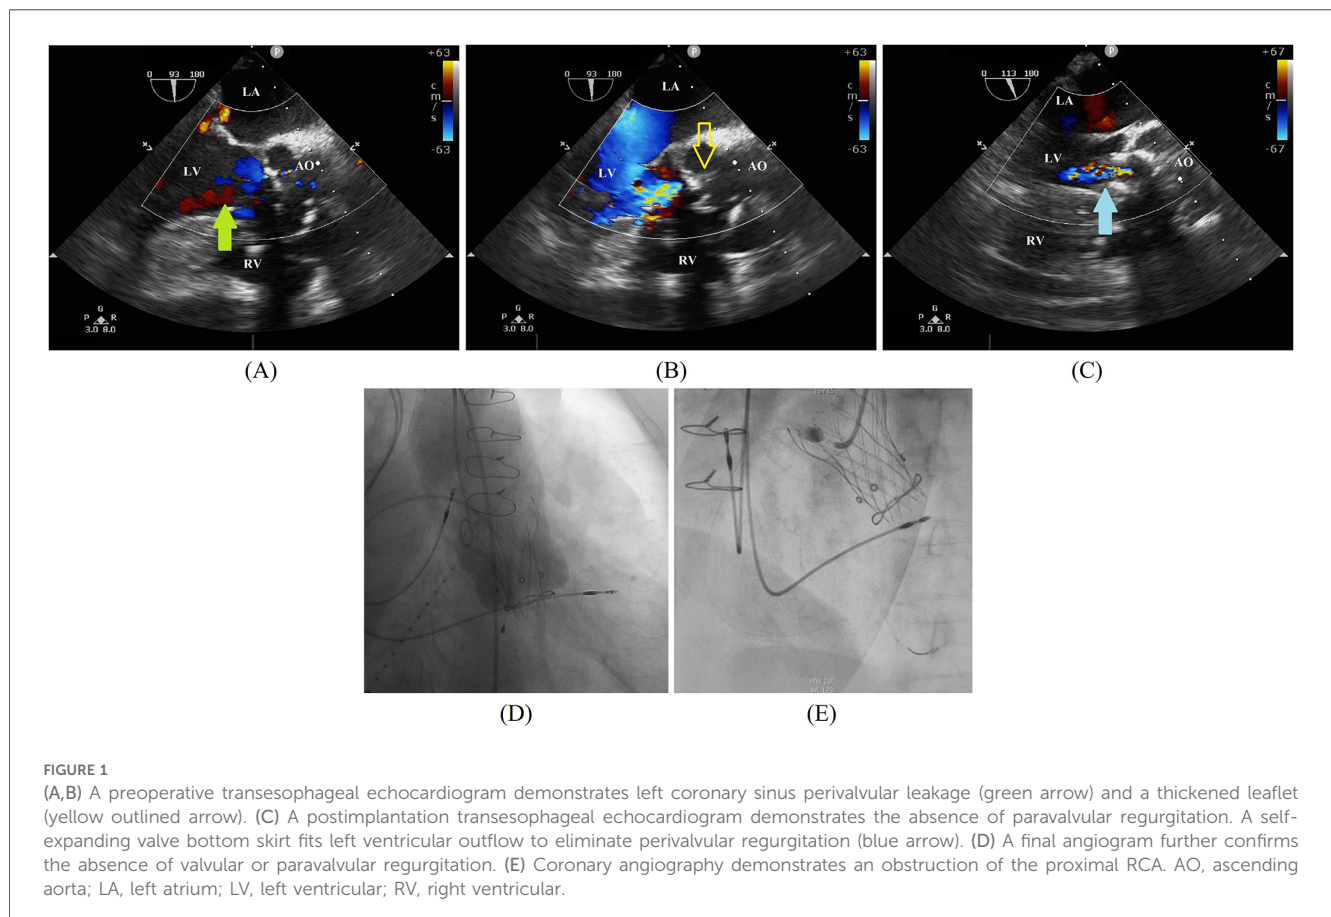 P P P
0 93 180 0 93 180 0 113 180
+63 +63 +67
c m / s c m / s c m / s
-63 -63 -67
LA LA LA
LV AO LV AO LV AO
RV RV RV
G G G
P R P R P R
3.0 8.0 3.0 8.0 3.0 8.0
(A) (B) (C)
WW 190
(D) (E)
FIGURE 1
(A,B) A preoperative transesophageal echocardiogram demonstrates left coronary sinus perivalvular leakage (green arrow) and a thickened leaflet
(yellow outlined arrow). (C) A postimplantation transesophageal echocardiogram demonstrates the absence of paravalvular regurgitation. A self-
expanding valve bottom skirt fits left ventricular outflow to eliminate perivalvular regurgitation (blue arrow). (D) A final angiogram further confirms
the absence of valvular or paravalvular regurgitation. (E) Coronary angiography demonstrates an obstruction of the proximal RCA. AO, ascending
aorta; LA, left atrium; LV, left ventricular; RV, right ventricular.